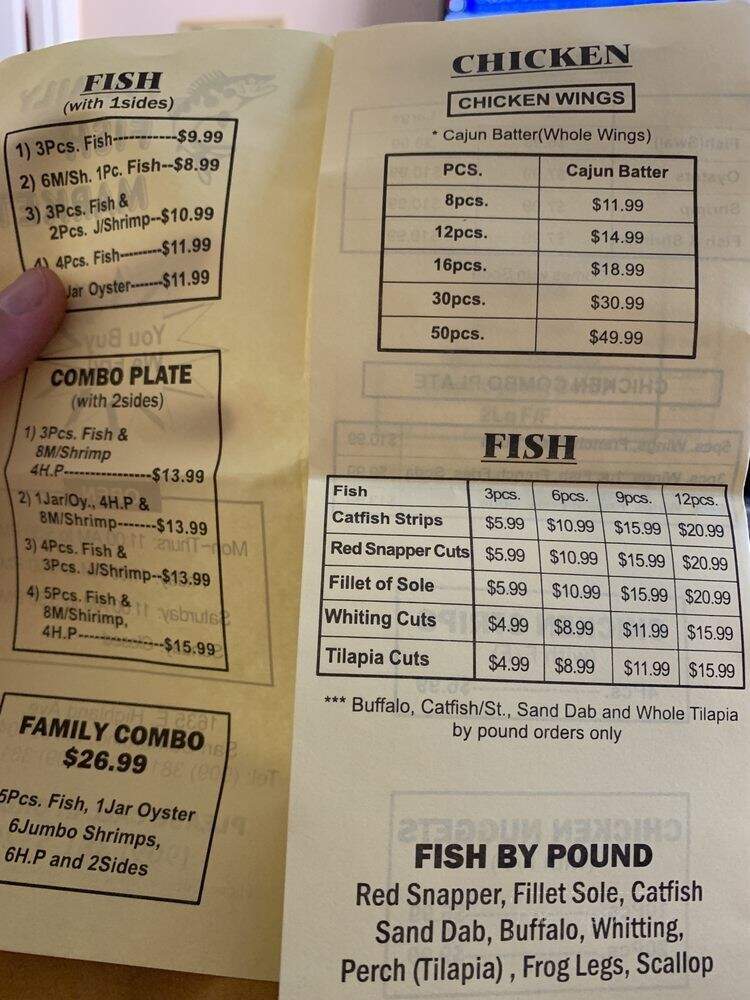 FISH
(with 1sides)
1) 3Pcs. Fish-----------$9.99
2) 6M/Sh. 1Pc. Fish--$8.99
3) 3Pcs. Fish &
2Pcs. J/Shrimp--$10.99
4) 4Pcs. Fish--------$11.99
Jar Oyster------$11.99
COMBO PLATE
(with 2sides)
1) 3Pcs. Fish &
8M/Shrimp
4H.P---------------$13.99
2) 1Jar/Oy., 4H.P &
8M/Shrimp-------$13.99
3) 4Pcs. Fish &
3Pcs. J/Shrimp--$13.99
4) 5Pcs. Fish &
8M/Shirimp,
4H.P---------------$15.99
FAMILY COMBO
$26.99
5Pcs. Fish, 1Jar Oyster
6Jumbo Shrimps,
6H.P and 2Sides
CHICKEN
CHICKEN WINGS
* Cajun Batter(Whole Wings)
PCS. Cajun Batter
8pcs. $11.99
12pcs. $14.99
16pcs. $18.99
30pcs. $30.99
50pcs. $49.99
FISH
Fish 3pcs. 6pcs. 9pcs. 12pcs.
Catfish Strips $5.99 $10.99 $15.99 $20.99
Red Snapper Cuts $5.99 $10.99 $15.99 $20.99
Fillet of Sole $5.99 $10.99 $15.99 $20.99
Whiting Cuts $4.99 $8.99 $11.99 $15.99
Tilapia Cuts $4.99 $8.99 $11.99 $15.99
*** Buffalo, Catfish/St., Sand Dab and Whole Tilapia
by pound orders only
FISH BY POUND
Red Snapper, Fillet Sole, Catfish
Sand Dab, Buffalo, Whitting,
Perch (Tilapia) , Frog Legs, Scallop